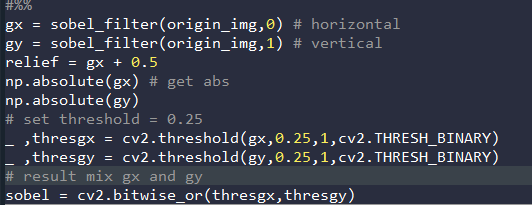 #%%
gx = sobel_filter(origin_img,0) # horizontal
gy = sobel_filter(origin_img,1) # vertical
relief = gx + 0.5
np.absolute(gx) # get abs
np.absolute(gy)
# set threshold = 0.25
_ ,thresgx = cv2.threshold(gx,0.25,1,cv2.THRESH_BINARY)
_ ,thresgy = cv2.threshold(gy,0.25,1,cv2.THRESH_BINARY)
# result mix gx and gy
sobel = cv2.bitwise_or(thresgx,thresgy)